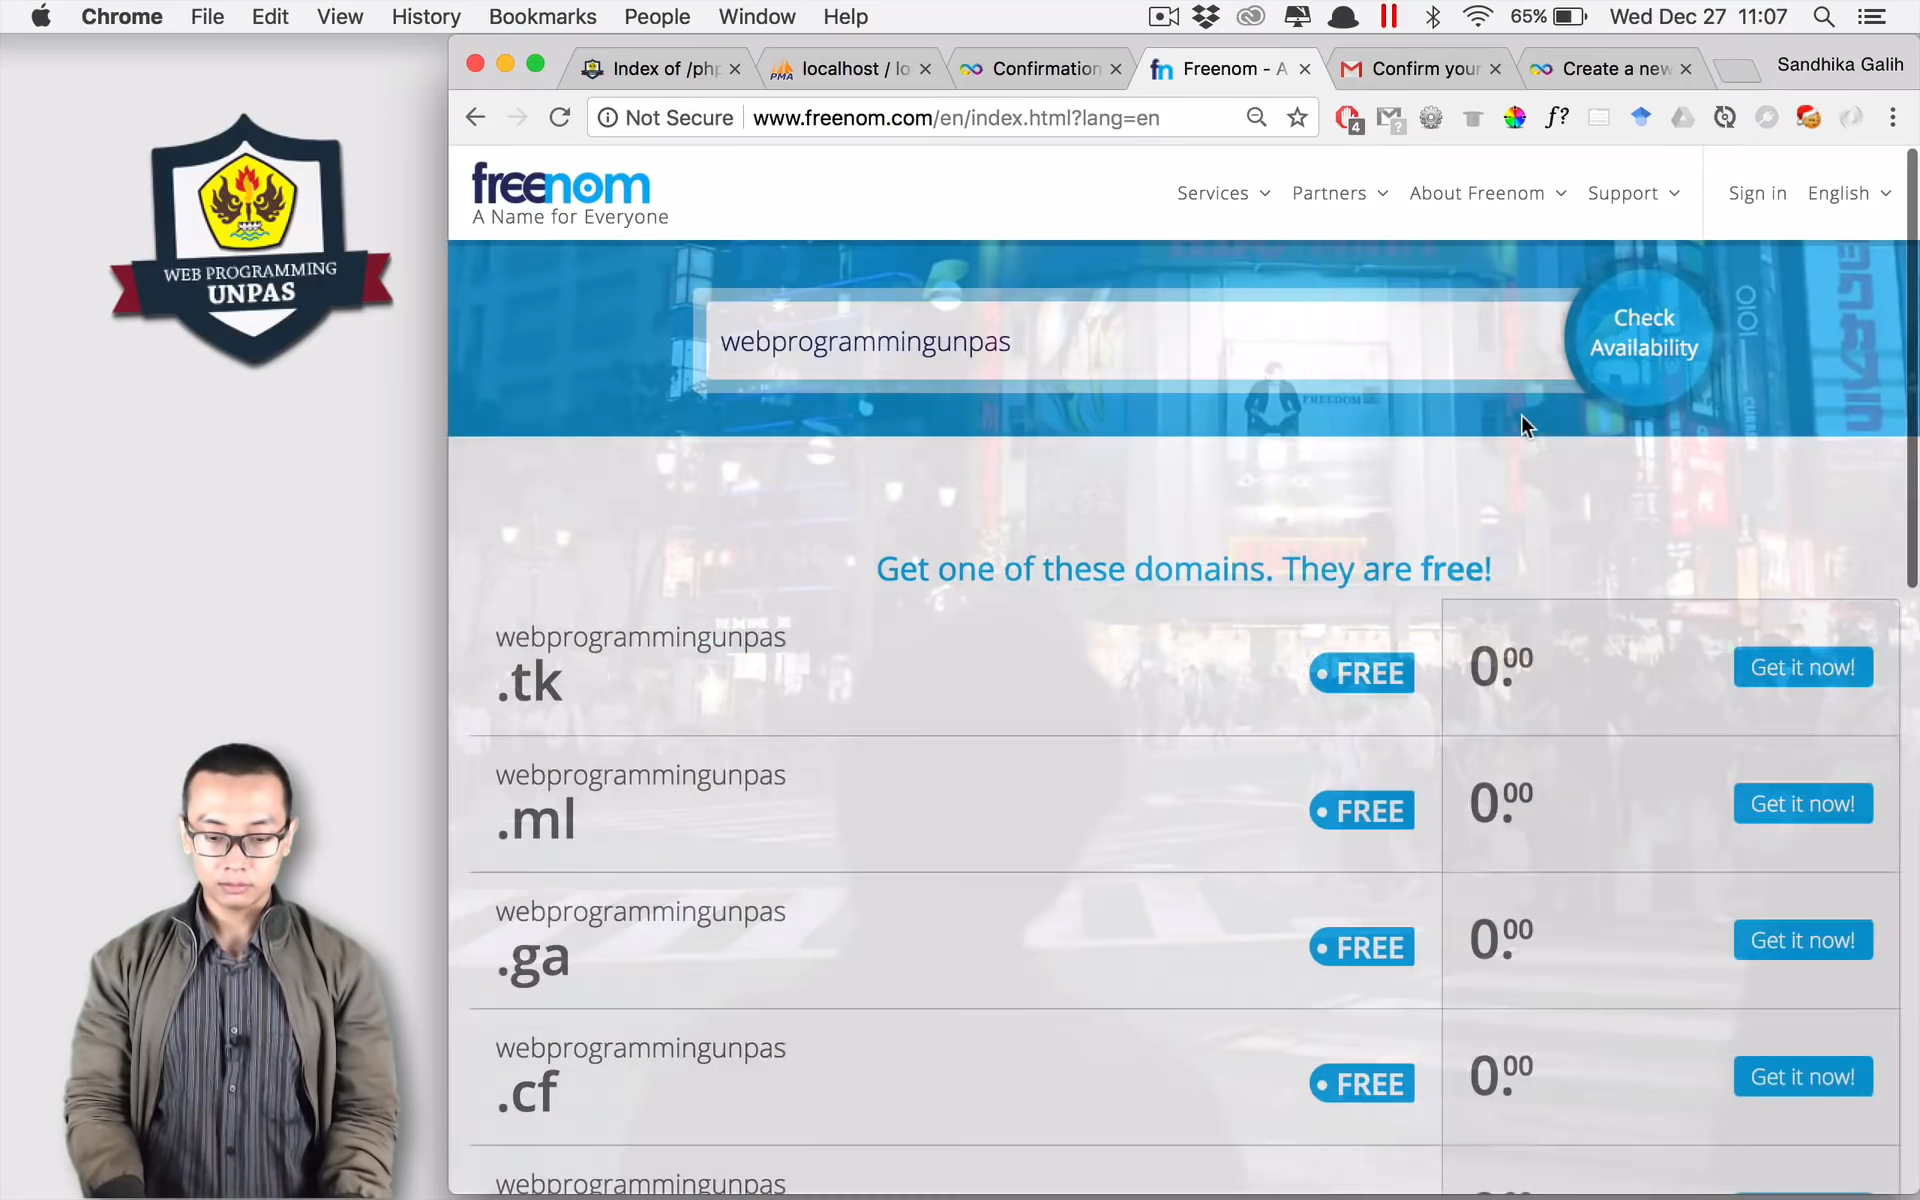 Chrome File Edit View History Bookmarks People Window Help 65% Wed Dec 27 11:07
Index of /php localhost / lo Confirmation Freenom - A Confirm your Create a new Sandhika Galih
Not Secure www.freenom.com/en/index.html?lang=en
freenom
A Name for Everyone
Services Partners About Freenom Support Sign in English
WEB PROGRAMMING
UNPAS
webprogrammingunpas
Check
Availability
FREEDOM
OIOI
Get one of these domains. They are free!
webprogrammingunpas
.tk FREE 0.00 Get it now!
webprogrammingunpas
.ml FREE 0.00 Get it now!
webprogrammingunpas
.ga FREE 0.00 Get it now!
webprogrammingunpas
.cf FREE 0.00 Get it now!
webprogrammingunpas